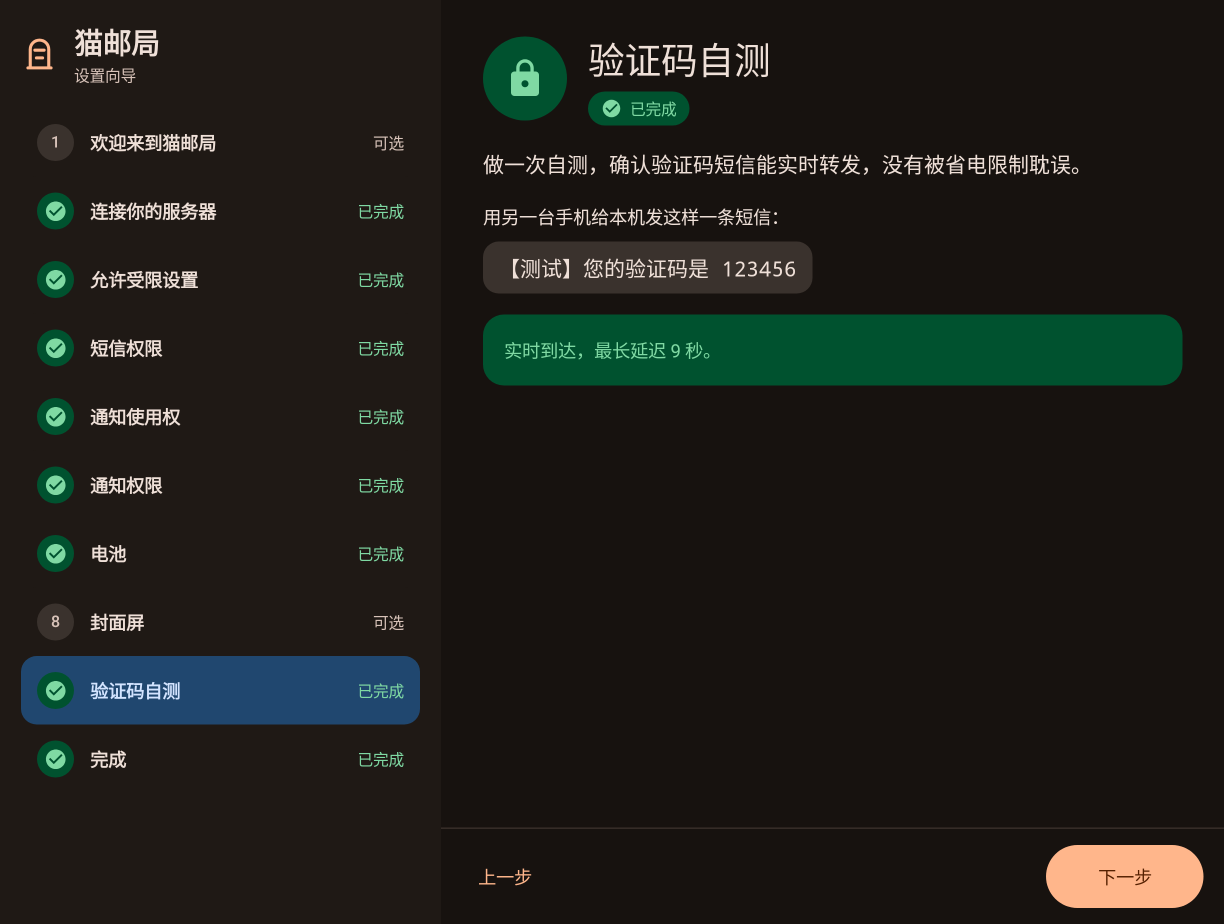 猫邮局
设置向导
1 欢迎来到猫邮局 可选
连接你的服务器 已完成
允许受限设置 已完成
短信权限 已完成
通知使用权 已完成
通知权限 已完成
电池 已完成
8 封面屏 可选
验证码自测 已完成
完成 已完成
验证码自测
已完成
做一次自测，确认验证码短信能实时转发，没有被省电限制耽误。
用另一台手机给本机发这样一条短信：
【测试】您的验证码是 123456
实时到达，最长延迟 9 秒。
上一步
下一步